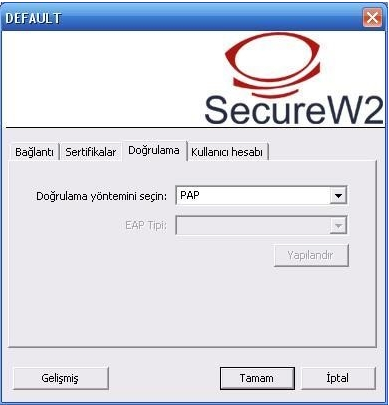 DEFAULT
SecureW2
Bağlantı Sertifikalar Doğrulama Kullanıcı hesabı
Doğrulama yöntemini seçin: PAP
EAP Tipi:
Yapılandır
Gelişmiş Tamam İptal